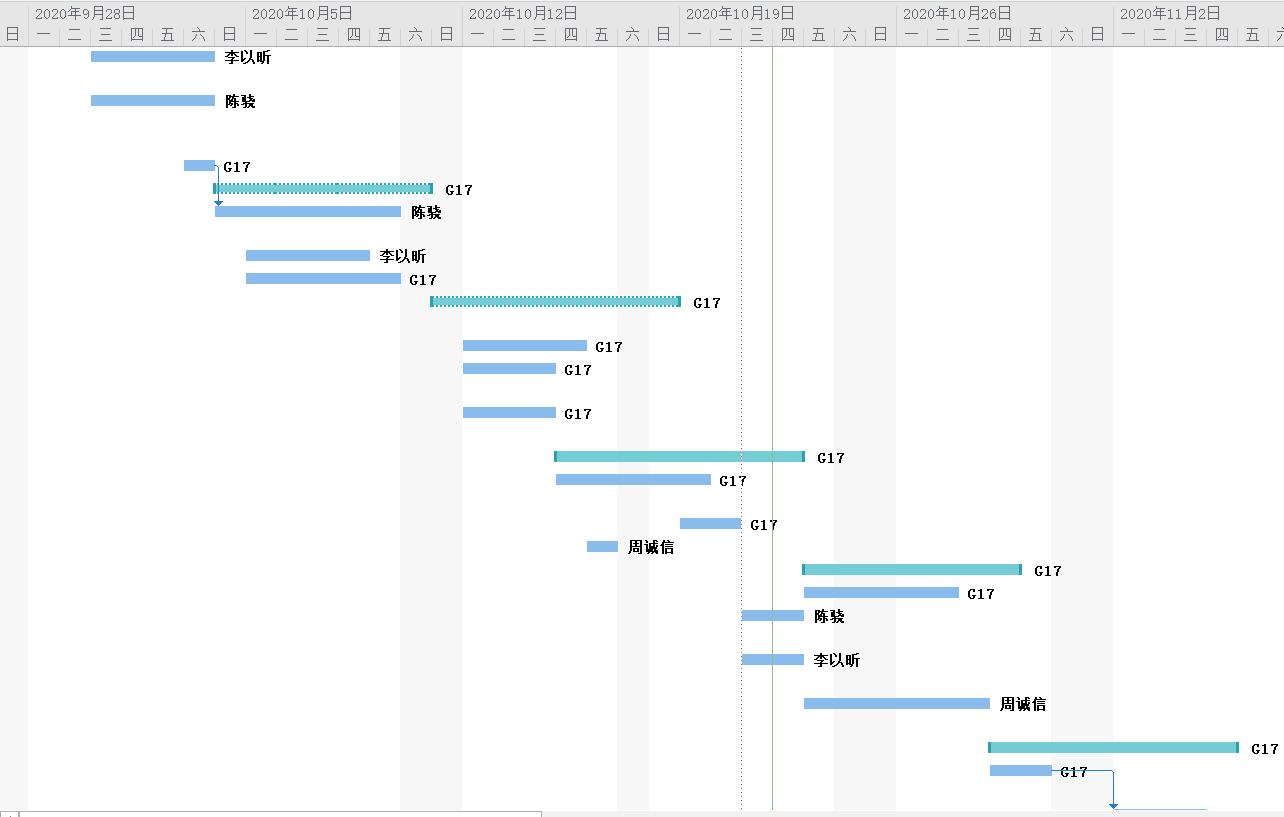 2020年9月28日 2020年10月5日 2020年10月12日 2020年10月19日 2020年10月26日 2020年11月2日
日 一 二 三 四 五 六 日 一 二 三 四 五 六 日 一 二 三 四 五 六 日 一 二 三 四 五 六 日 一 二 三 四 五 六 日 一 二 三 四 五 六
李以昕
陈骁
G17
G17
陈骁
李以昕
G17
G17
G17
G17
G17
G17
G17
G17
周诚信
G17
G17
陈骁
李以昕
周诚信
G17
G17